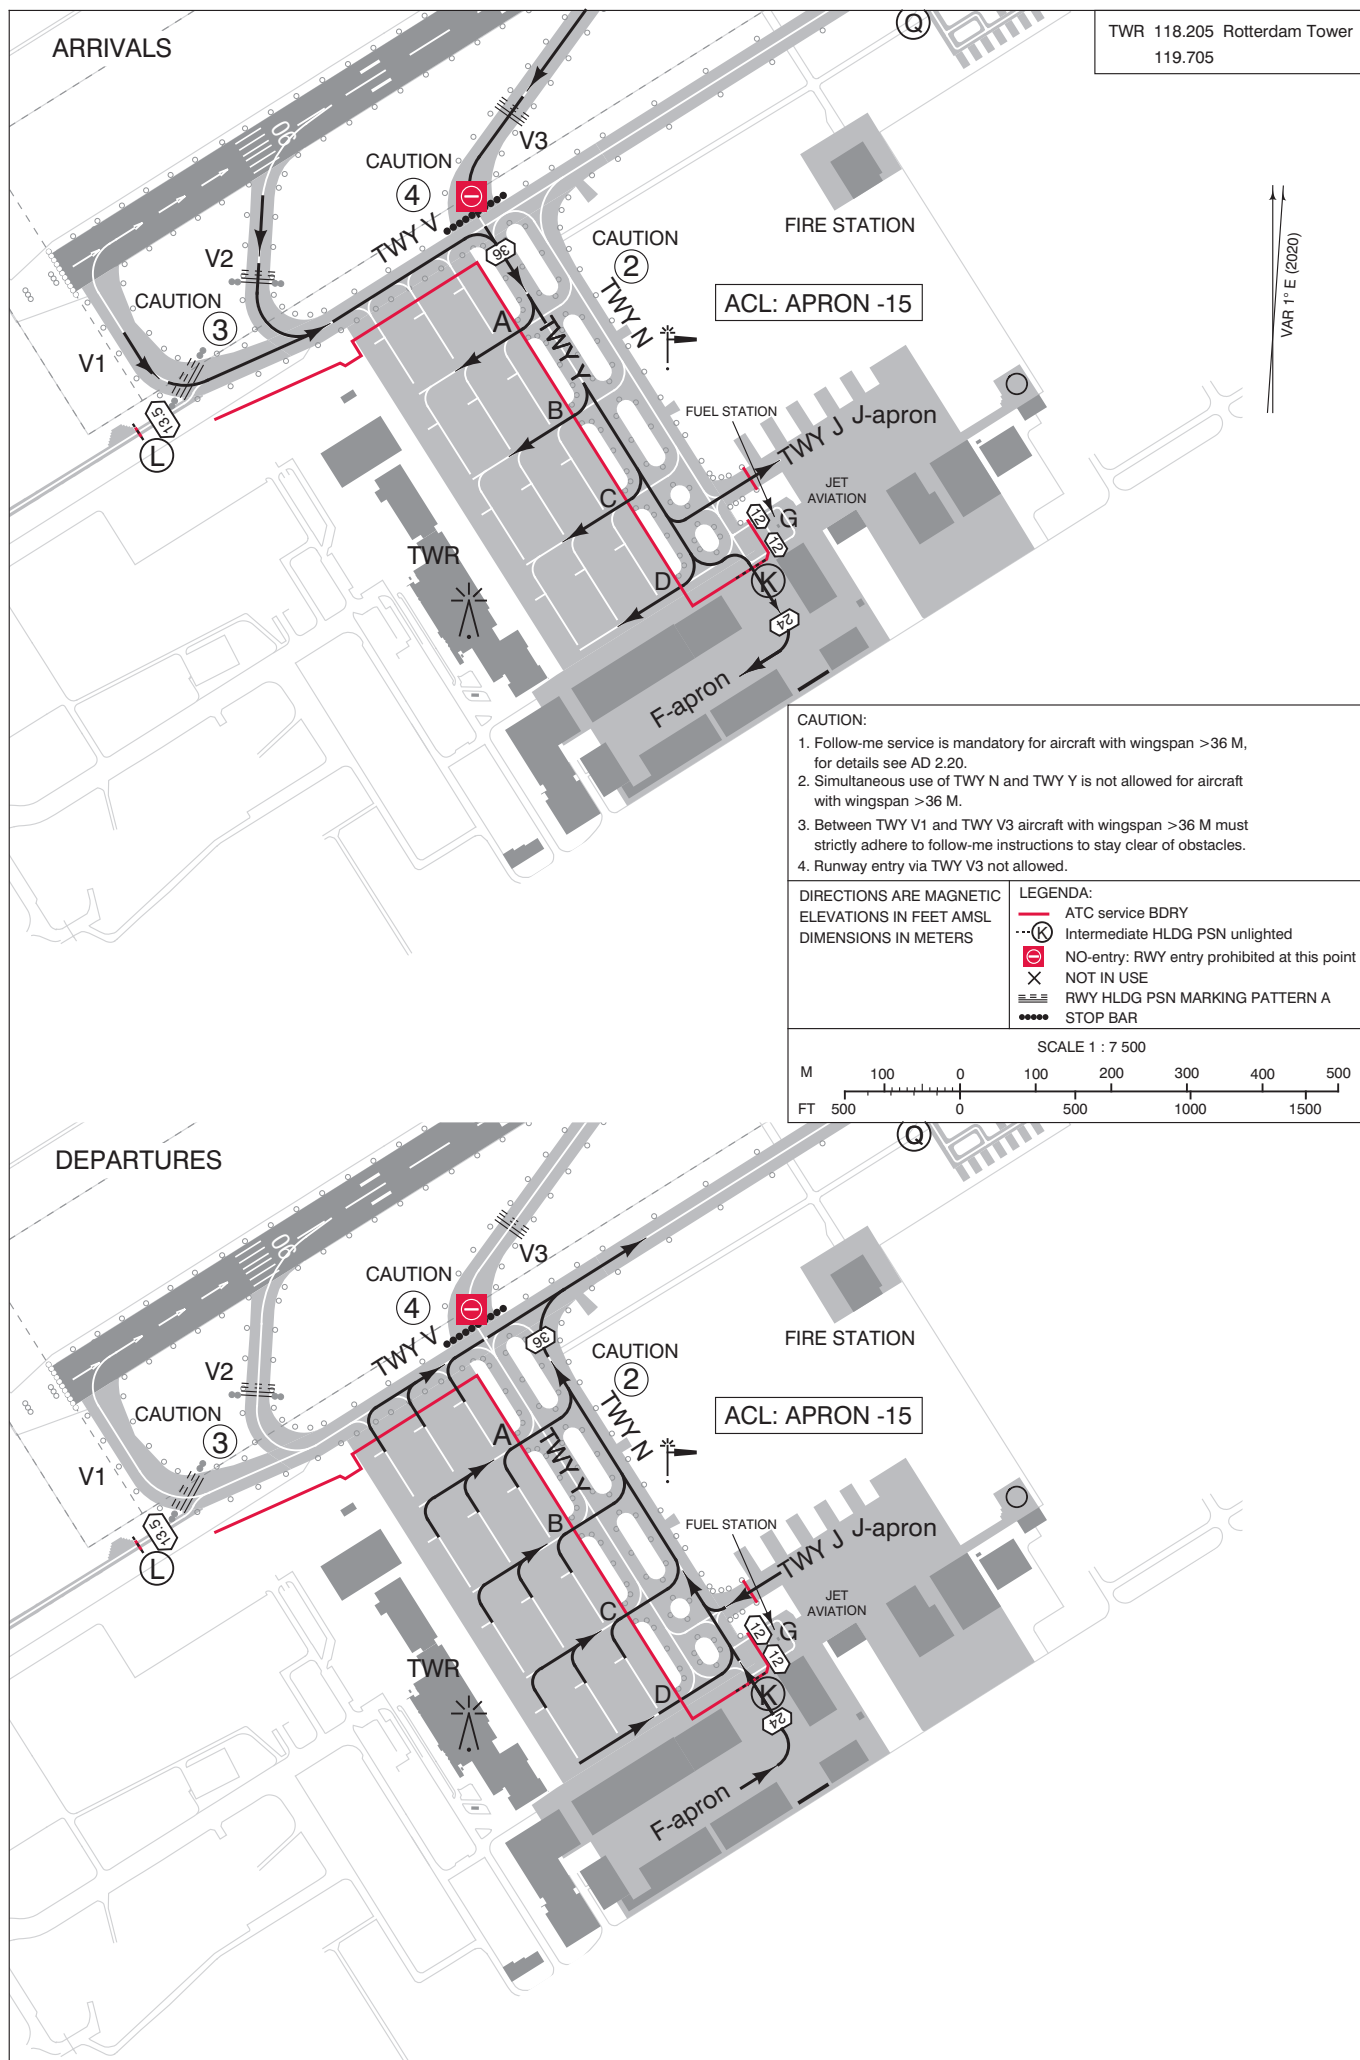 ARRIVALS
TWR 118.205 Rotterdam Tower
119.705
Q
06
V3
CAUTION
4
TWY V
36
V2
CAUTION
3
V1
13.5
L
CAUTION
2
TWY N
FIRE STATION
VAR 1° E (2020)
ACL: APRON -15
A
TWY Y
B
FUEL STATION
J-apron
TWY J
C
JET
AVIATION
12
G
12
TWR
D
K
24
F-apron
CAUTION:
1. Follow-me service is mandatory for aircraft with wingspan >36 M,
for details see AD 2.20.
2. Simultaneous use of TWY N and TWY Y is not allowed for aircraft
with wingspan >36 M.
3. Between TWY V1 and TWY V3 aircraft with wingspan >36 M must
strictly adhere to follow-me instructions to stay clear of obstacles.
4. Runway entry via TWY V3 not allowed.
DIRECTIONS ARE MAGNETIC
ELEVATIONS IN FEET AMSL
DIMENSIONS IN METERS
LEGENDA:
ATC service BDRY
K Intermediate HLDG PSN unlighted
NO-entry: RWY entry prohibited at this point
NOT IN USE
RWY HLDG PSN MARKING PATTERN A
STOP BAR
SCALE 1 : 7 500
M 100 0 100 200 300 400 500
FT 500 0 500 1000 1500
DEPARTURES
Q
06
V3
CAUTION
4
TWY V
36
V2
CAUTION
3
V1
13.5
L
CAUTION
2
TWY N
FIRE STATION
ACL: APRON -15
A
TWY Y
B
FUEL STATION
J-apron
TWY J
C
JET
AVIATION
12
G
12
TWR
D
K
24
F-apron